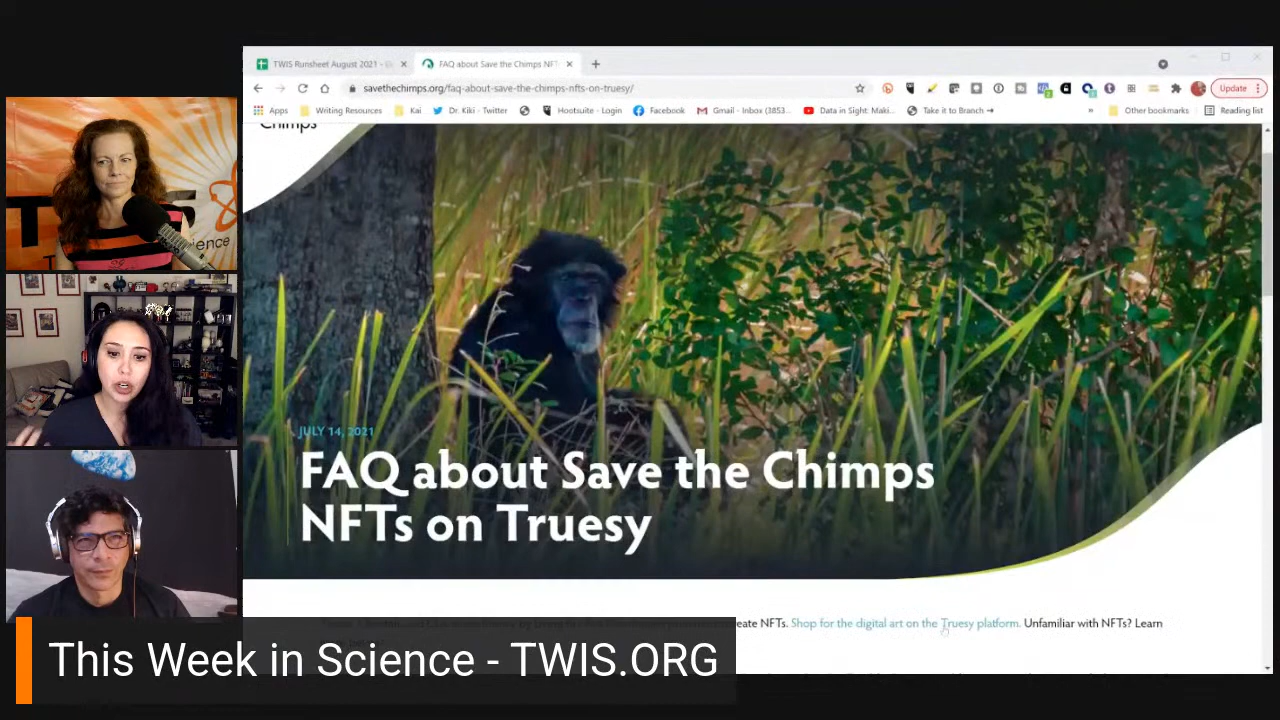 TWIS Runsheet August 2021 - 
FAQ about Save the Chimps NFT
savethechimps.org/faq-about-save-the-chimps-nfts-on-truesy/
Update
Apps
Writing Resources
Kai
Dr. Kiki - Twitter
Hootsuite - Login
Facebook
Gmail - Inbox (3853...
Data in Sight: Maki...
Take it to Branch →
»
Other bookmarks
Reading list
Chimps
ience
JULY 14, 2021
FAQ about Save the Chimps
NFTs on Truesy
eate NFTs. Shop for the digital art on the Truesy platform. Unfamiliar with NFTs? Learn
This Week in Science - TWIS.ORG